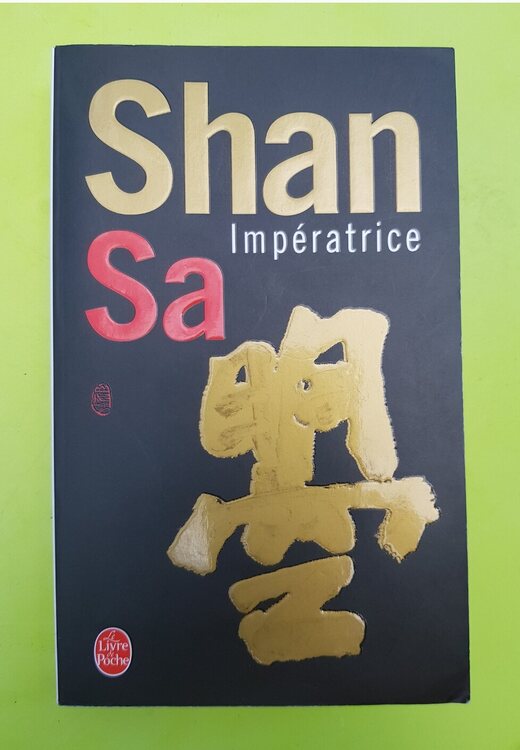 Shan
Sa
Impératrice
曌
Le
Livre
de
Poche